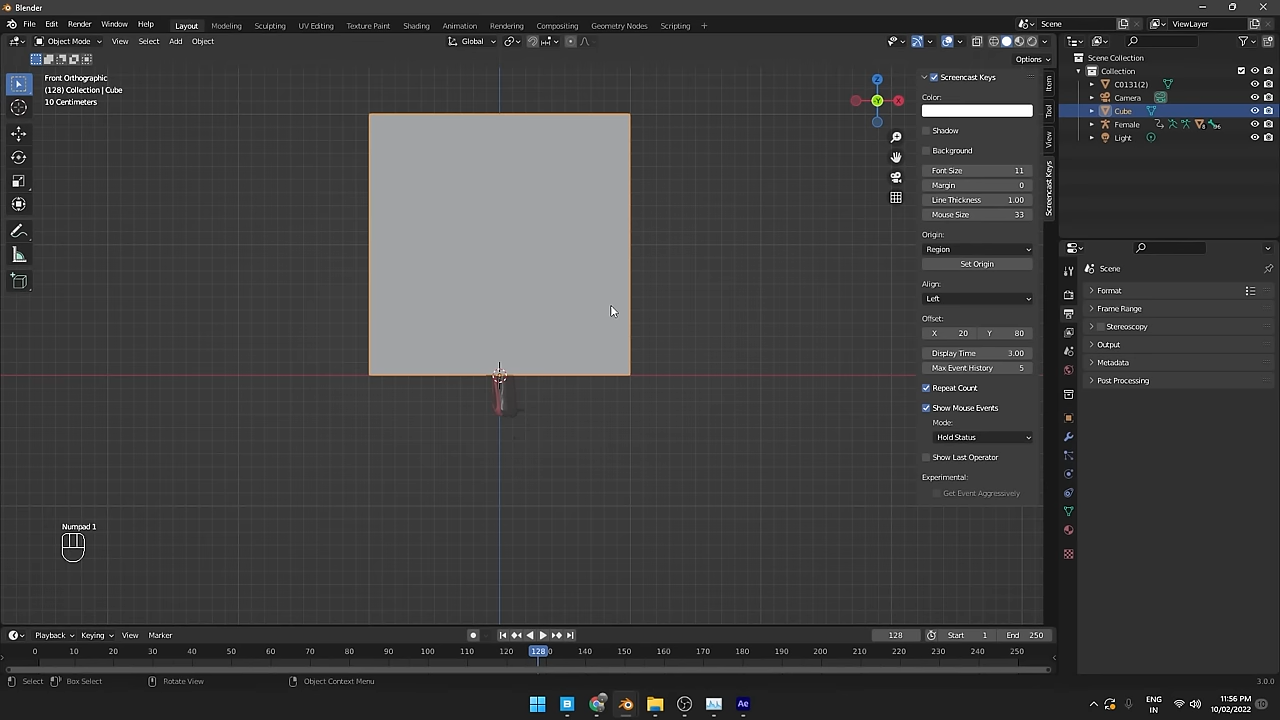 Blender
File Edit Render Window Help Layout Modeling Sculpting UV Editing Texture Paint Shading Animation Rendering Compositing Geometry Nodes Scripting + Scene ViewLayer
Object Mode View Select Add Object Global
Options
Front Orthographic
(128) Collection | Cube
10 Centimeters
Z
Y
X
Numpad 1
Screencast Keys
Color:
Shadow
Background
Font Size 11
Margin 0
Line Thickness 1.00
Mouse Size 33
Origin:
Region
Set Origin
Align:
Left
Offset:
X 20 Y 80
Display Time 3.00
Max Event History 5
Repeat Count
Show Mouse Events
Mode:
Hold Status
Show Last Operator
Experimental:
Get Event Aggressively
Item
Tool
View
Screencast Keys
Scene Collection
Collection
C0131(2)
Camera
Cube
Female
Light
Scene
Format
Frame Range
Stereoscopy
Output
Metadata
Post Processing
Playback Keying View Marker 128 Start 1 End 250
0 10 20 30 40 50 60 70 80 90 100 110 120 128 140 150 160 170 180 190 200 210 220 230 240 250
Select Box Select Rotate View Object Context Menu 3.0.0
Ae
ENG
IN
11:56 PM
10/02/2022